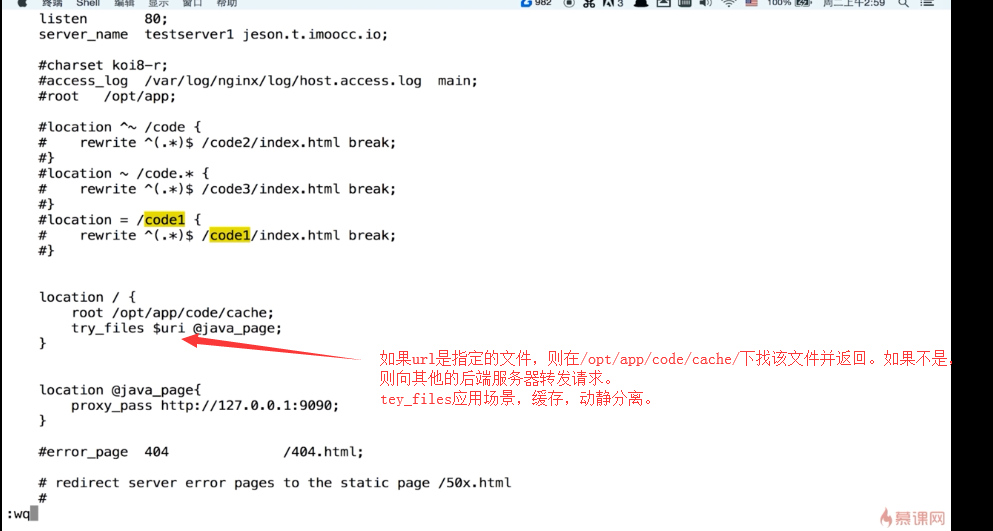 终端 Shell 编辑 显示 窗口 帮助 982 3 100% 周二上午2:59
listen 80;
server_name testserver1 jeson.t.imoocc.io;
#charset koi8-r;
#access_log /var/log/nginx/log/host.access.log main;
#root /opt/app;
#location ^~ /code {
# rewrite ^(.*)$ /code2/index.html break;
#}
#location ~ /code.* {
# rewrite ^(.*)$ /code3/index.html break;
#}
#location = /code1 {
# rewrite ^(.*)$ /code1/index.html break;
#}
location / {
root /opt/app/code/cache;
try_files $uri @java_page;
}
如果url是指定的文件，则在/opt/app/code/cache/下找该文件并返回。如果不是，
则向其他的后端服务器转发请求。
tey_files应用场景，缓存，动静分离。
location @java_page{
proxy_pass http://127.0.0.1:9090;
}
#error_page 404 /404.html;
# redirect server error pages to the static page /50x.html
#
:wq
慕课网